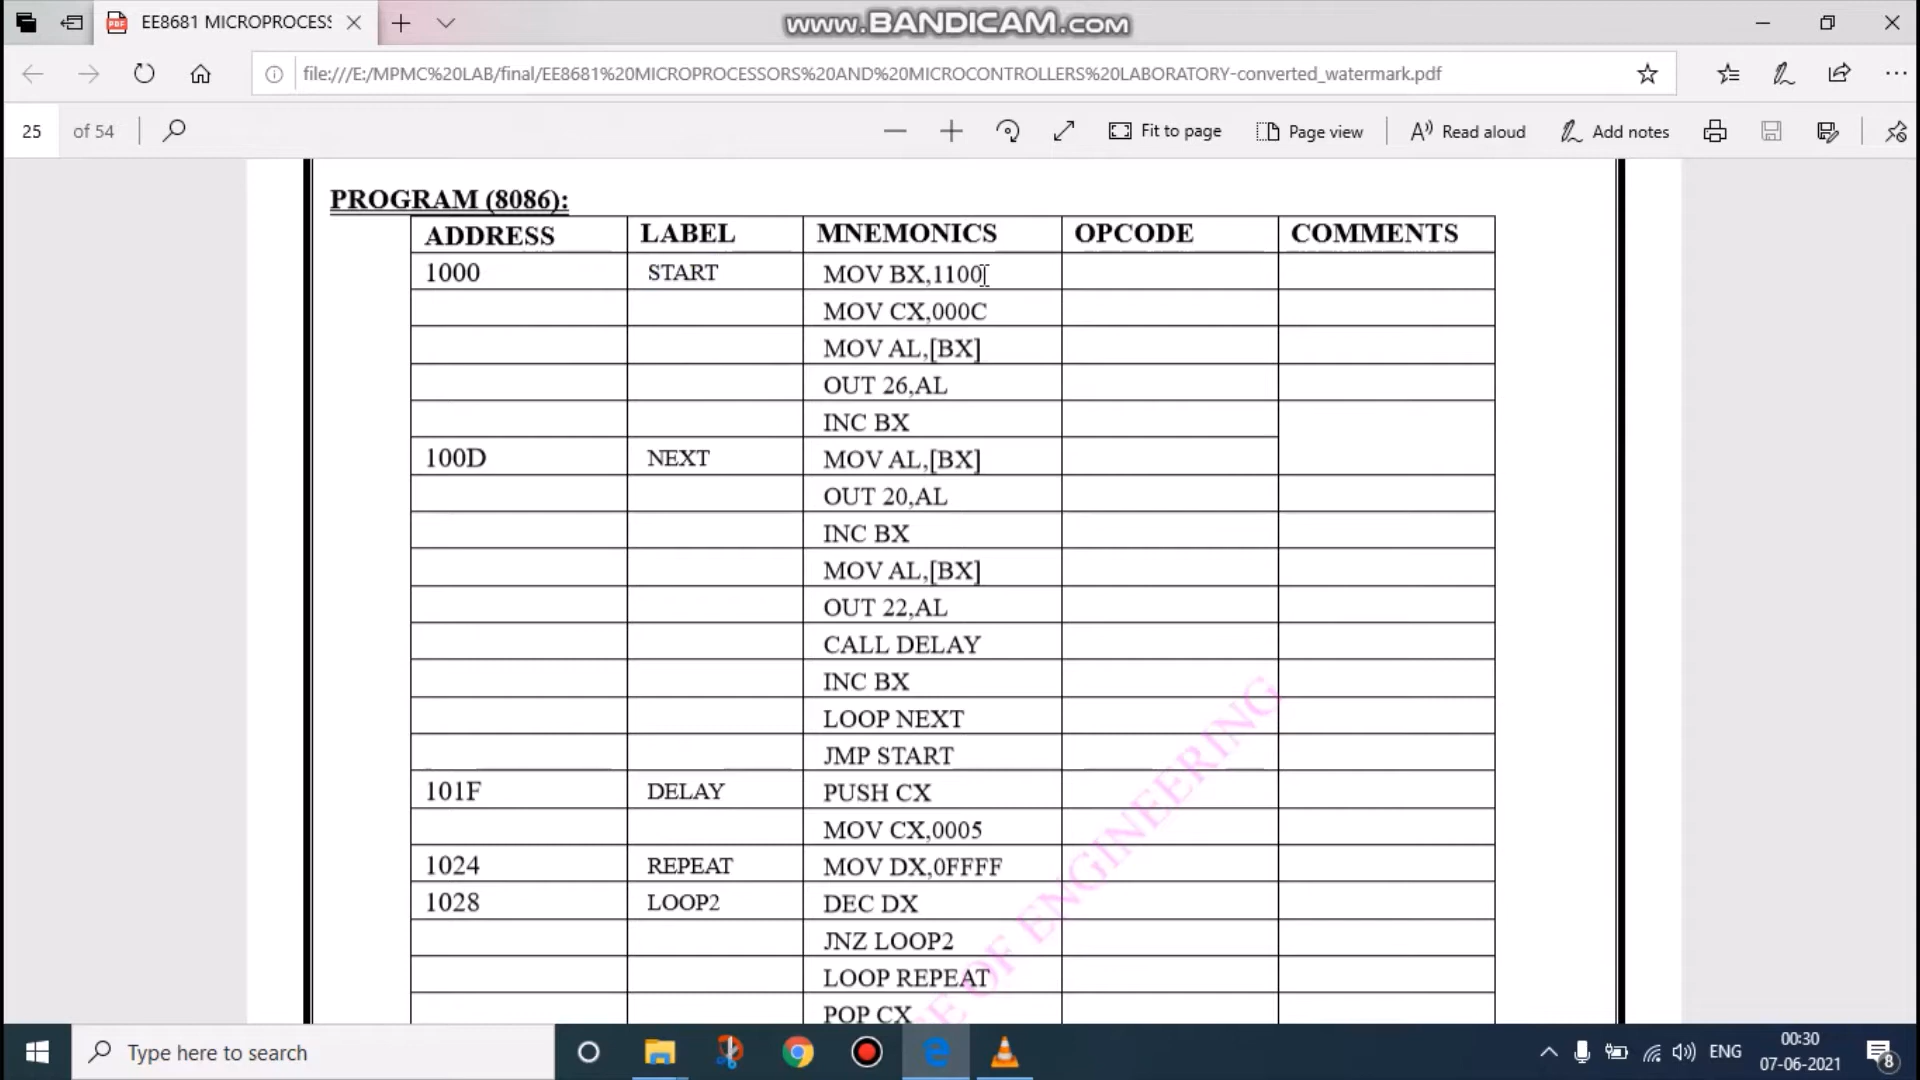 www.BANDICAM.com
EE8681 MICROPROCESS
file:///E:/MPMC%20LAB/final/EE8681%20MICROPROCESSORS%20AND%20MICROCONTROLLERS%20LABORATORY-converted_watermark.pdf
25 of 54 Fit to page Page view Read aloud Add notes
PROGRAM (8086):
ADDRESS LABEL MNEMONICS OPCODE COMMENTS
1000 START MOV BX,1100
MOV CX,000C
MOV AL,[BX]
OUT 26,AL
INC BX
100D NEXT MOV AL,[BX]
OUT 20,AL
INC BX
MOV AL,[BX]
OUT 22,AL
CALL DELAY
INC BX
LOOP NEXT
JMP START
101F DELAY PUSH CX
MOV CX,0005
1024 REPEAT MOV DX,0FFFF
1028 LOOP2 DEC DX
JNZ LOOP2
LOOP REPEAT
POP CX
OF ENGINEERING
Type here to search
ENG
00:30
07-06-2021
8